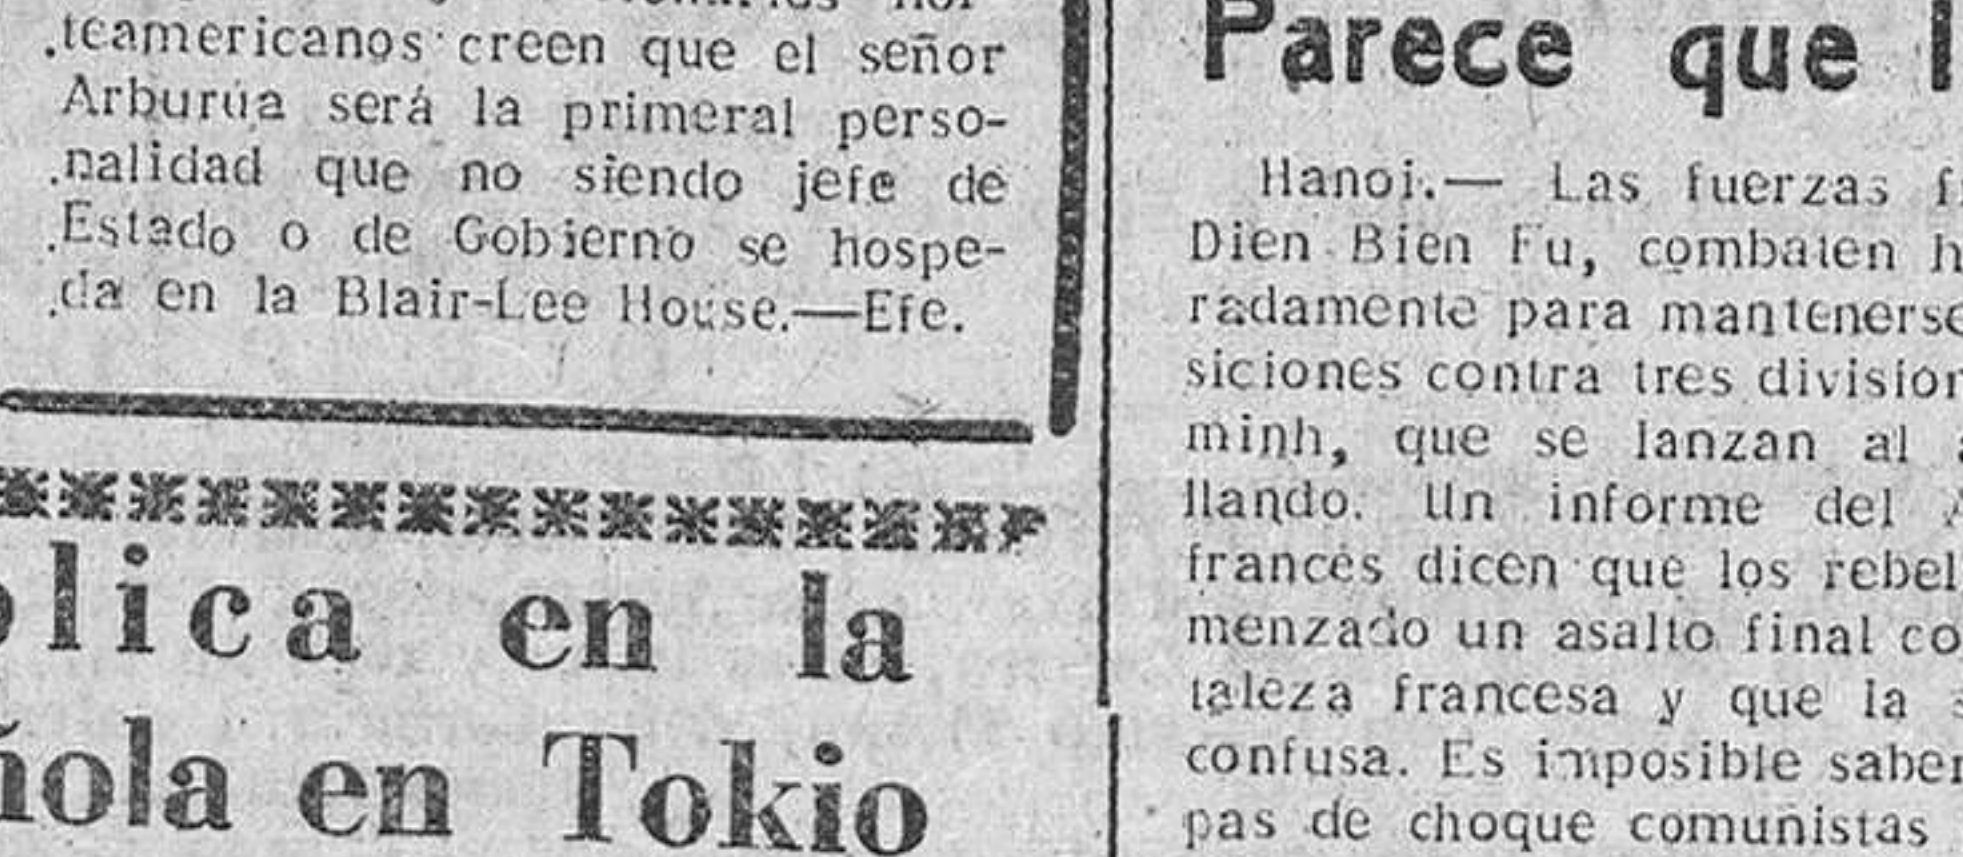 teamericanos creen que el señor
Arburúa será la primeral perso-
nalidad que no siendo jefe de
Estado o de Gobierno se hospe-
da en la Blair-Lee House.—Efe.
lica en la
ñola en Tokio
Parece que
Hanoi.— Las fuerzas
Dien Bien Fu, combaten
radamente para mantenerse
siciones contra tres division
minh, que se lanzan al
llando. Un informe del
francés dicen que los rebel
menzado un asalto final co
taleza francesa y que la
confusa. Es imposible saber
pas de choque comunistas